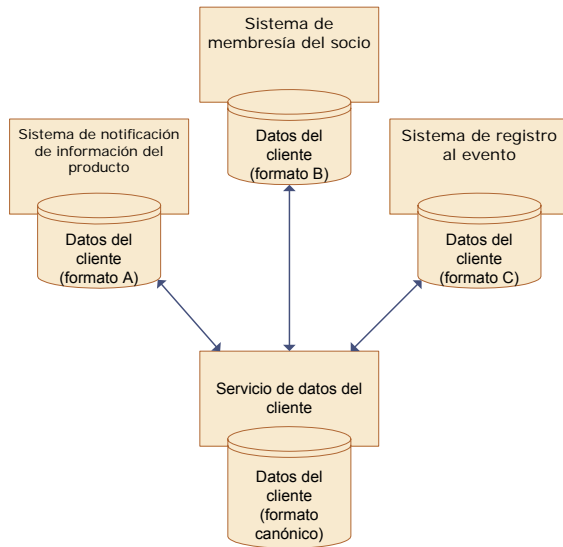 Sistema de
membresía del socio
Datos del
cliente
(formato B)
Sistema de notificación
de información del
producto
Datos del
cliente
(formato A)
Sistema de registro
al evento
Datos del
cliente
(formato C)
Servicio de datos del
cliente
Datos del
cliente
(formato
canónico)